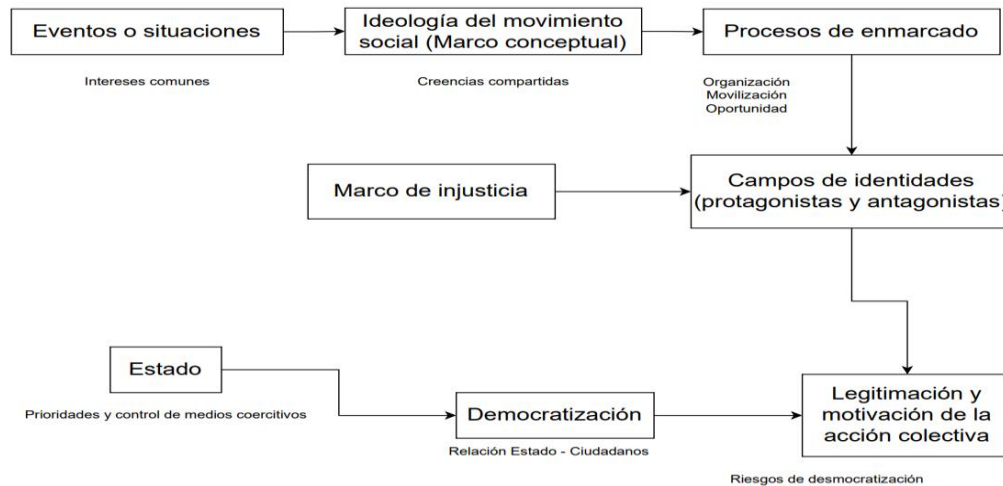 Eventos o situaciones
Intereses comunes
Ideología del movimiento
social (Marco conceptual)
Creencias compartidas
Procesos de enmarcado
Organización
Movilización
Oportunidad
Marco de injusticia
Campos de identidades
(protagonistas y antagonistas)
Estado
Prioridades y control de medios coercitivos
Democratización
Relación Estado - Ciudadanos
Legitimación y
motivación de la
acción colectiva
Riesgos de desmocratización